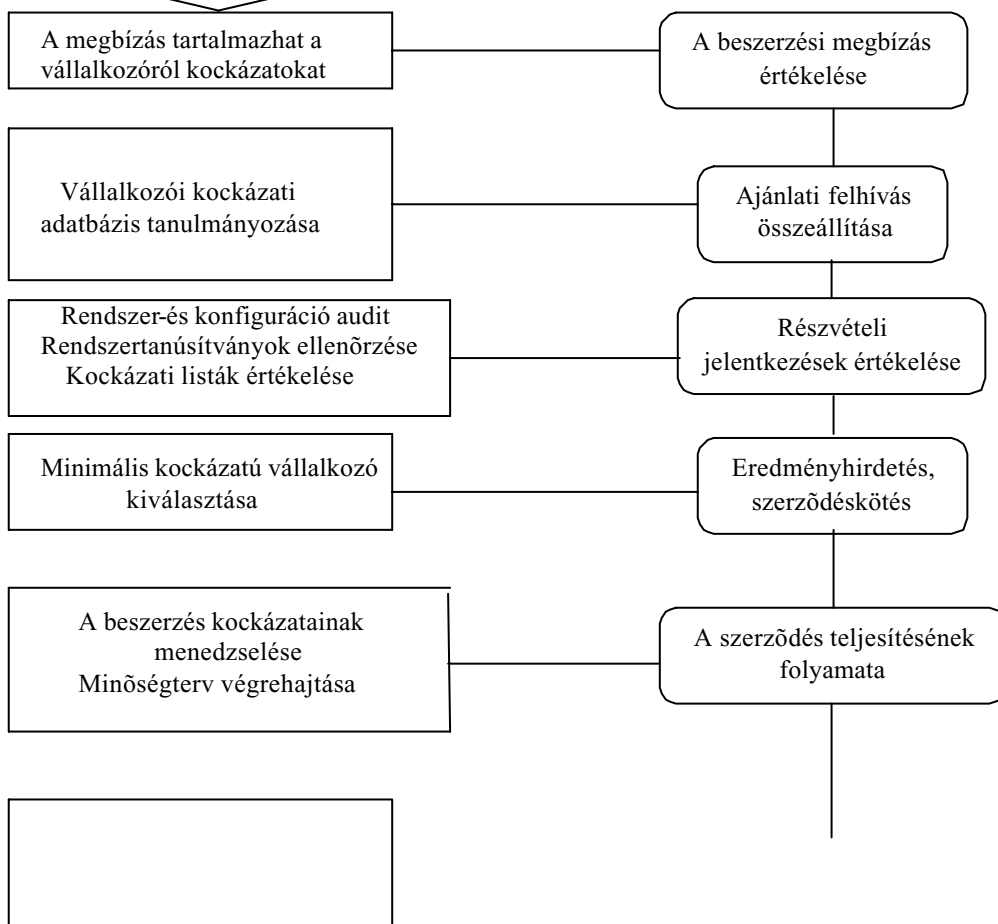 A megbízás tartalmazhat a
vállalkozóról kockázatokat
A beszerzési megbízás
értékelése
Vállalkozói kockázati
adatbázis tanulmányozása
Ajánlati felhívás
összeállítása
Rendszer-és konfiguráció audit
Rendszertanúsítványok ellenõrzése
Kockázati listák értékelése
Részvételi
jelentkezések értékelése
Minimális kockázatú vállalkozó
kiválasztása
Eredményhirdetés,
szerzõdéskötés
A beszerzés kockázatainak
menedzselése
Minõségterv végrehajtása
A szerzõdés teljesítésének
folyamata